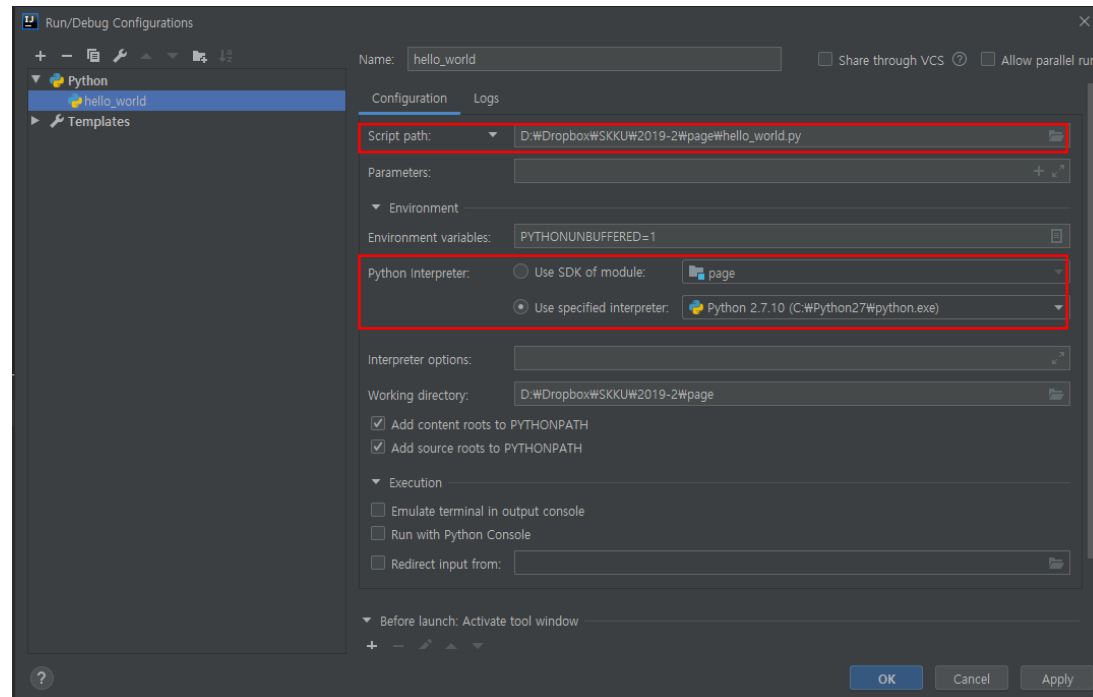 Run/Debug Configurations
Name: hello_world
Share through VCS
Allow parallel run
Python
hello_world
Templates
Configuration Logs
Script path: D:₩Dropbox₩SKKU₩2019-2₩page₩hello_world.py
Parameters:
Environment
Environment variables: PYTHONUNBUFFERED=1
Python Interpreter: Use SDK of module: page
Use specified interpreter: Python 2.7.10 (C:₩Python27₩python.exe)
Interpreter options:
Working directory: D:₩Dropbox₩SKKU₩2019-2₩page
Add content roots to PYTHONPATH
Add source roots to PYTHONPATH
Execution
Emulate terminal in output console
Run with Python Console
Redirect input from:
Before launch: Activate tool window
OK Cancel Apply